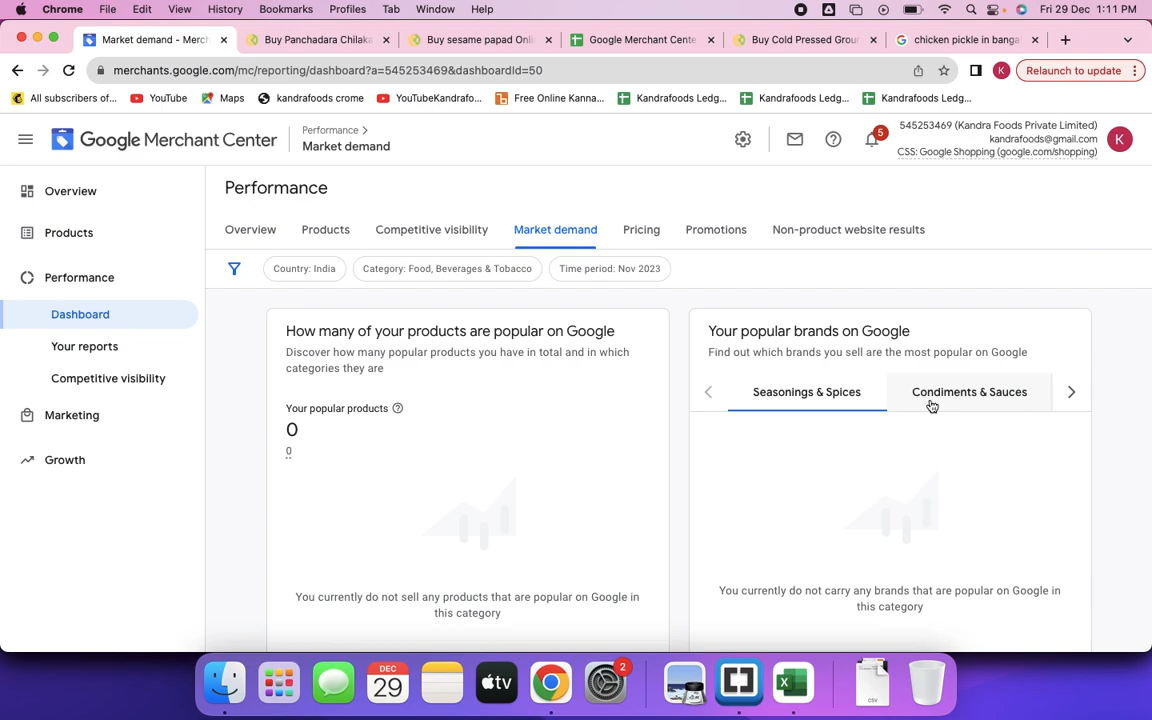 Chrome File Edit View History Bookmarks Profiles Tab Window Help Fri 29 Dec 1:11 PM
Market demand - Merch Buy Panchadara Chilaka Buy sesame papad Onli Google Merchant Cente Buy Cold Pressed Grou chicken pickle in banga
merchants.google.com/mc/reporting/dashboard?a=545253469&dashboardId=50 K Relaunch to update
All subscribers of... YouTube Maps kandrafoods crome YouTubeKandrafo... Free Online Kanna... Kandrafoods Ledg... Kandrafoods Ledg... Kandrafoods Ledg...
Google Merchant Center
Performance
Market demand
5
545253469 (Kandra Foods Private Limited)
kandrafoods@gmail.com
CSS: Google Shopping (google.com/shopping)
K
Overview
Products
Performance
Dashboard
Your reports
Competitive visibility
Marketing
Growth
Performance
Overview Products Competitive visibility Market demand Pricing Promotions Non-product website results
Country: India Category: Food, Beverages & Tobacco Time period: Nov 2023
How many of your products are popular on Google
Discover how many popular products you have in total and in which
categories they are
Your popular products
0
0
You currently do not sell any products that are popular on Google in
this category
Your popular brands on Google
Find out which brands you sell are the most popular on Google
Seasonings & Spices Condiments & Sauces
You currently do not carry any brands that are popular on Google in
this category
DEC
29
tv
2
CSV